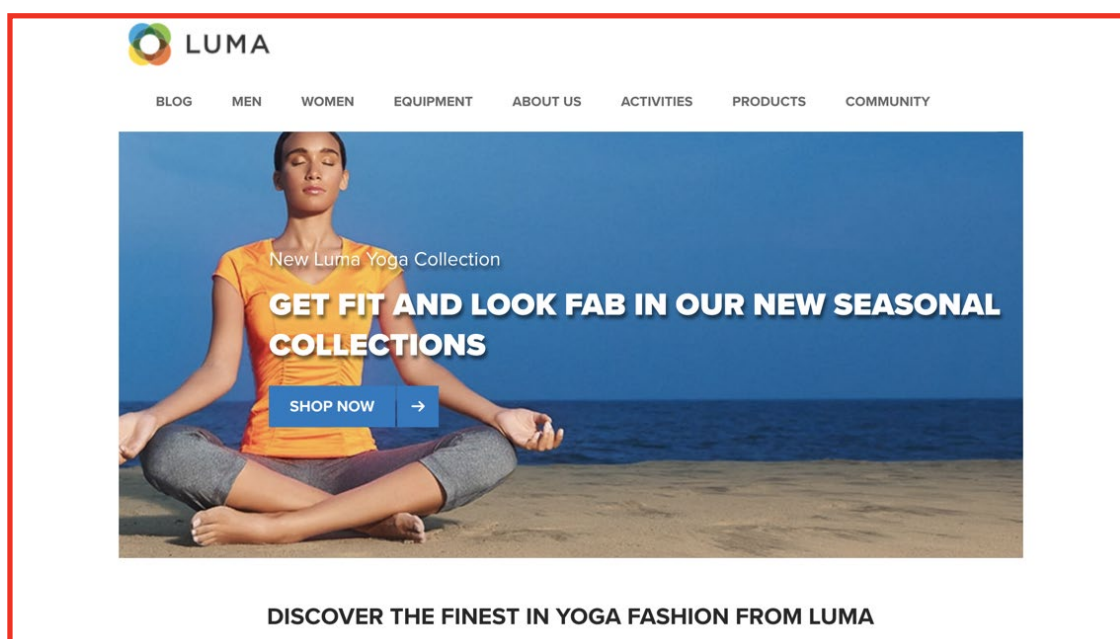 LUMA
BLOG MEN WOMEN EQUIPMENT ABOUT US ACTIVITIES PRODUCTS COMMUNITY
New Luma Yoga Collection
GET FIT AND LOOK FAB IN OUR NEW SEASONAL
COLLECTIONS
SHOP NOW →
DISCOVER THE FINEST IN YOGA FASHION FROM LUMA